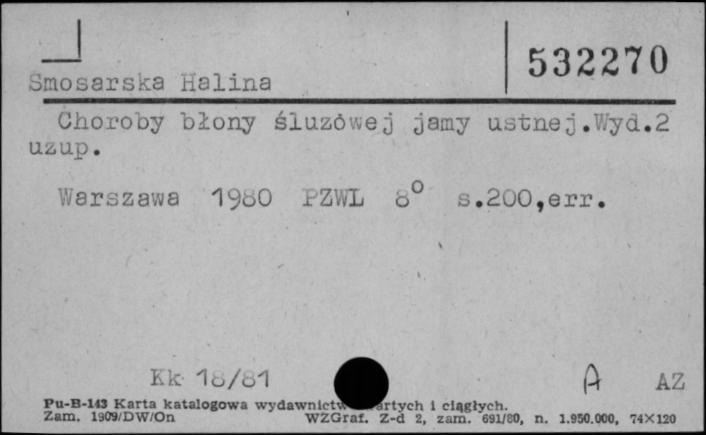 532270
Smosarska Halina
Choroby błony śluzówej jamy ustnej.Wyd.2
uzup.
Warszawa 1980 PZWL 8° s.200,err.
Kk 18/81 A AZ
Pu-B-143 Karta katalogowa wydawnictw artych i ciągłych.
Zam. 1909/DW/On WZGraf. Z-d 2, zam. 691/80, n. 1.950.000, 74×120